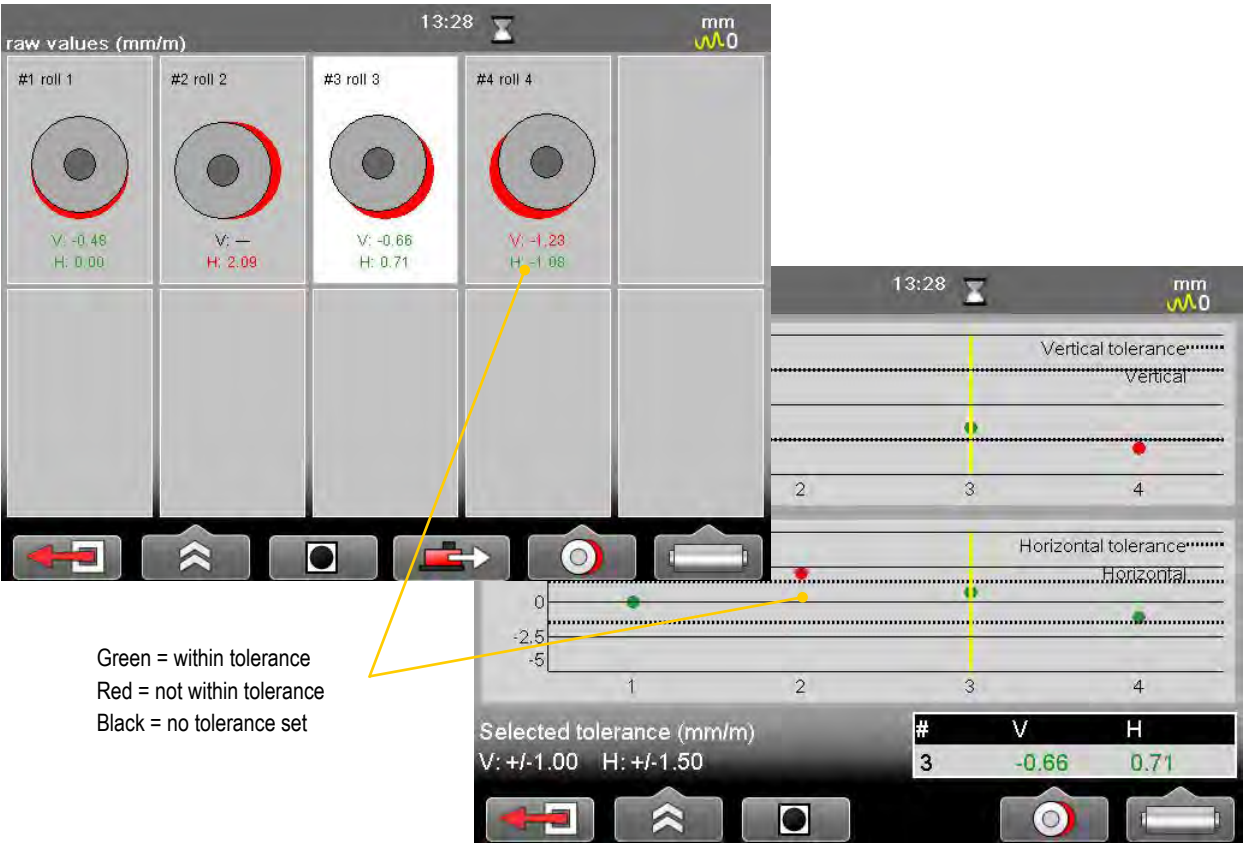 13:28
mm
raw values (mm/m)
0
#1 roll 1
#2 roll 2
#3 roll 3
#4 roll 4
V: -0.48
V: —
V: -0.66
V: -1.23
H: 0.00
H: 2.09
H: 0.71
H: -1.08
13:28
mm
0
Vertical tolerance
Vertical
2
3
4
Horizontal tolerance
Horizontal
0
-2.5
-5
1
2
3
4
Green = within tolerance
Red = not within tolerance
Black = no tolerance set
Selected tolerance (mm/m)
V: +/-1.00 H: +/-1.50
# V H
3 -0.66 0.71